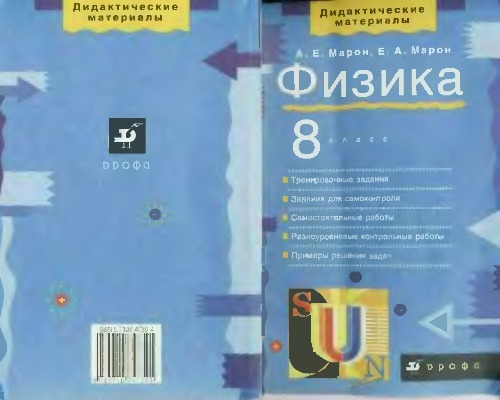 Дидактические
материалы
дрофа
Дидактические
материалы
А. Е. Марон, Е. А. Марон
Физика
8 класс
Тренировочные задания
Задания для самоконтроля
Самостоятельные работы
Разноуровневые контрольные работы
Примеры решения задач
S
U
N
дрофа